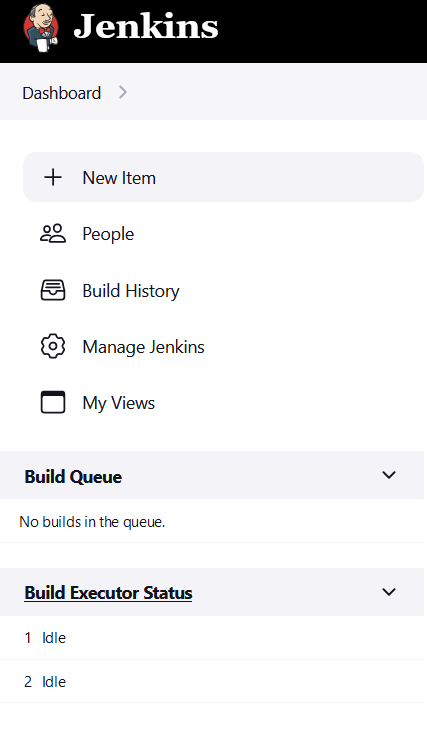 Jenkins
Dashboard
New Item
People
Build History
Manage Jenkins
My Views
Build Queue
No builds in the queue.
Build Executor Status
1 Idle
2 Idle